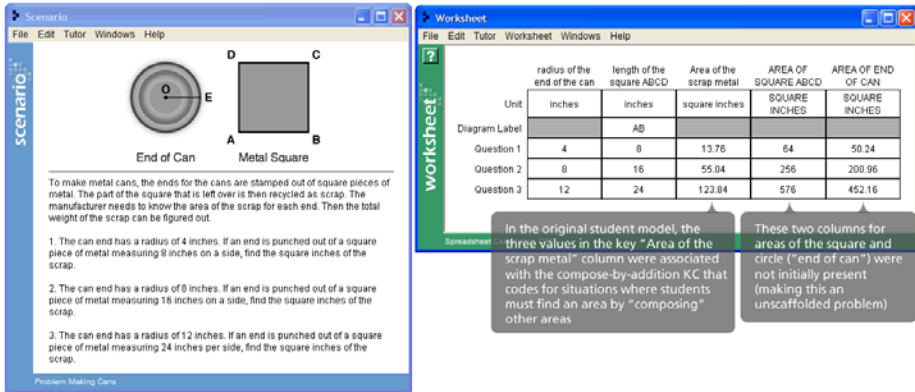 Scenario
File Edit Tutor Windows Help
scenario
D C
O E
A B
End of Can Metal Square
To make metal cans, the ends for the cans are stamped out of square pieces of
metal. The part of the square that is left over is then recycled as scrap. The
manufacturer needs to know the area of the scrap for each end. Then the total
weight of the scrap can be figured out.
1. The can end has a radius of 4 inches. If an end is punched out of a square
piece of metal measuring 8 inches on a side, find the square inches of the
scrap.
2. The can end has a radius of 8 inches. If an end is punched out of a square
piece of metal measuring 16 inches on a side, find the square inches of the
scrap.
3. The can end has a radius of 12 inches. If an end is punched out of a square
piece of metal measuring 24 inches per side, find the square inches of the
scrap.
Problem Making Cans
Worksheet
File Edit Tutor Worksheet Windows Help
?
worksheet
radius of the length of the Area of the AREA OF AREA OF END
end of the can square ABCD scrap metal SQUARE ABCD OF CAN
Unit inches inches square inches SQUARE INCHES SQUARE INCHES
Diagram Label AB
Question 1 4 8 13.76 64 50.24
Question 2 8 16 55.04 256 200.96
Question 3 12 24 123.84 576 452.16
Spreadsheet
In the original student model, the
three values in the key "Area of the
scrap metal" column were associated
with the compose-by-addition KC that
codes for situations where students
must find an area by "composing"
other areas
These two columns for
areas of the square and
circle ("end of can") were
not initially present
(making this an
unscaffolded problem)